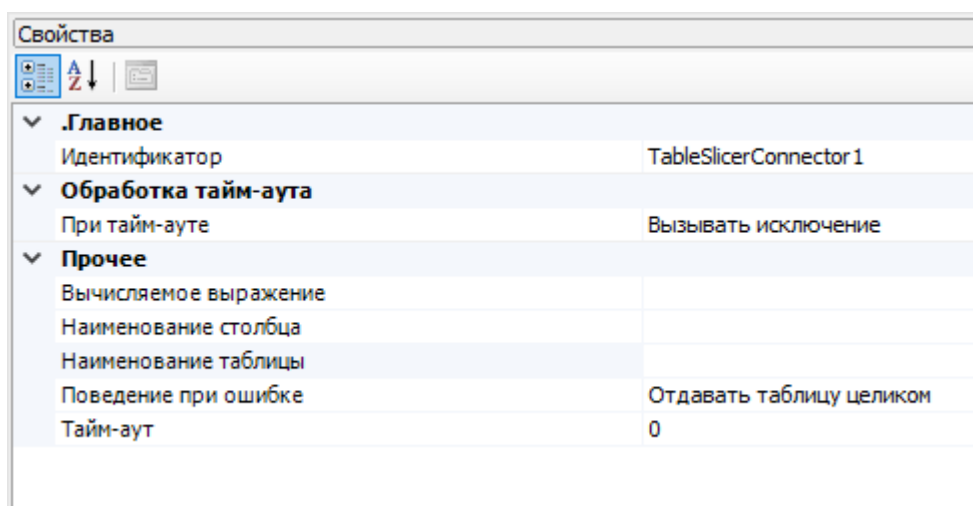 Свойства
.Главное
Идентификатор TableSlicerConnector1
Обработка тайм-аута
При тайм-ауте Вызывать исключение
Прочее
Вычисляемое выражение
Наименование столбца
Наименование таблицы
Поведение при ошибке Отдавать таблицу целиком
Тайм-аут 0